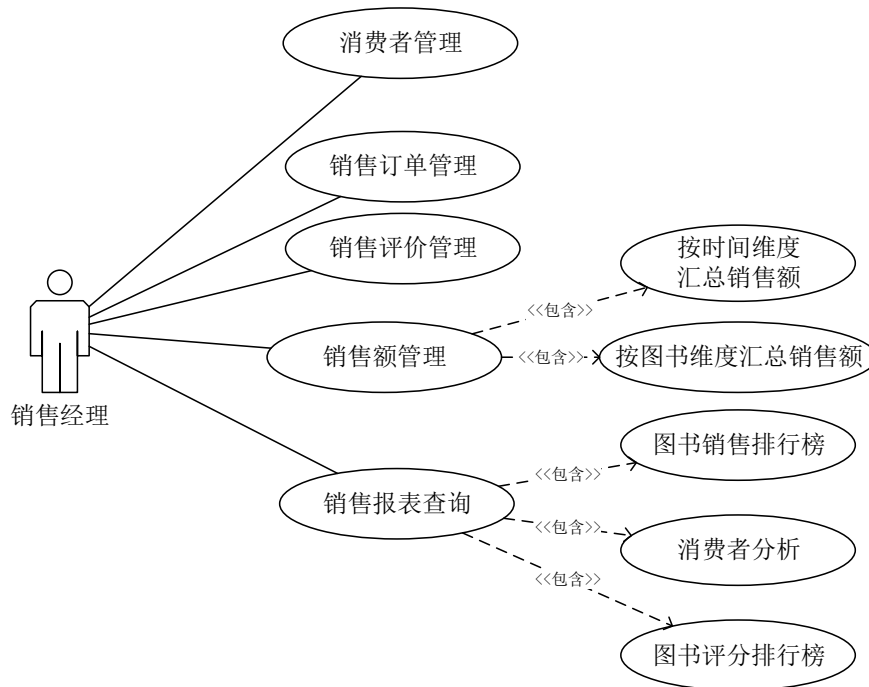 消费者管理
销售订单管理
销售评价管理
按时间维度
汇总销售额
<<包含>>
销售额管理
<<包含>>
按图书维度汇总销售额
销售经理
图书销售排行榜
<<包含>>
销售报表查询
<<包含>>
消费者分析
<<包含>>
图书评分排行榜